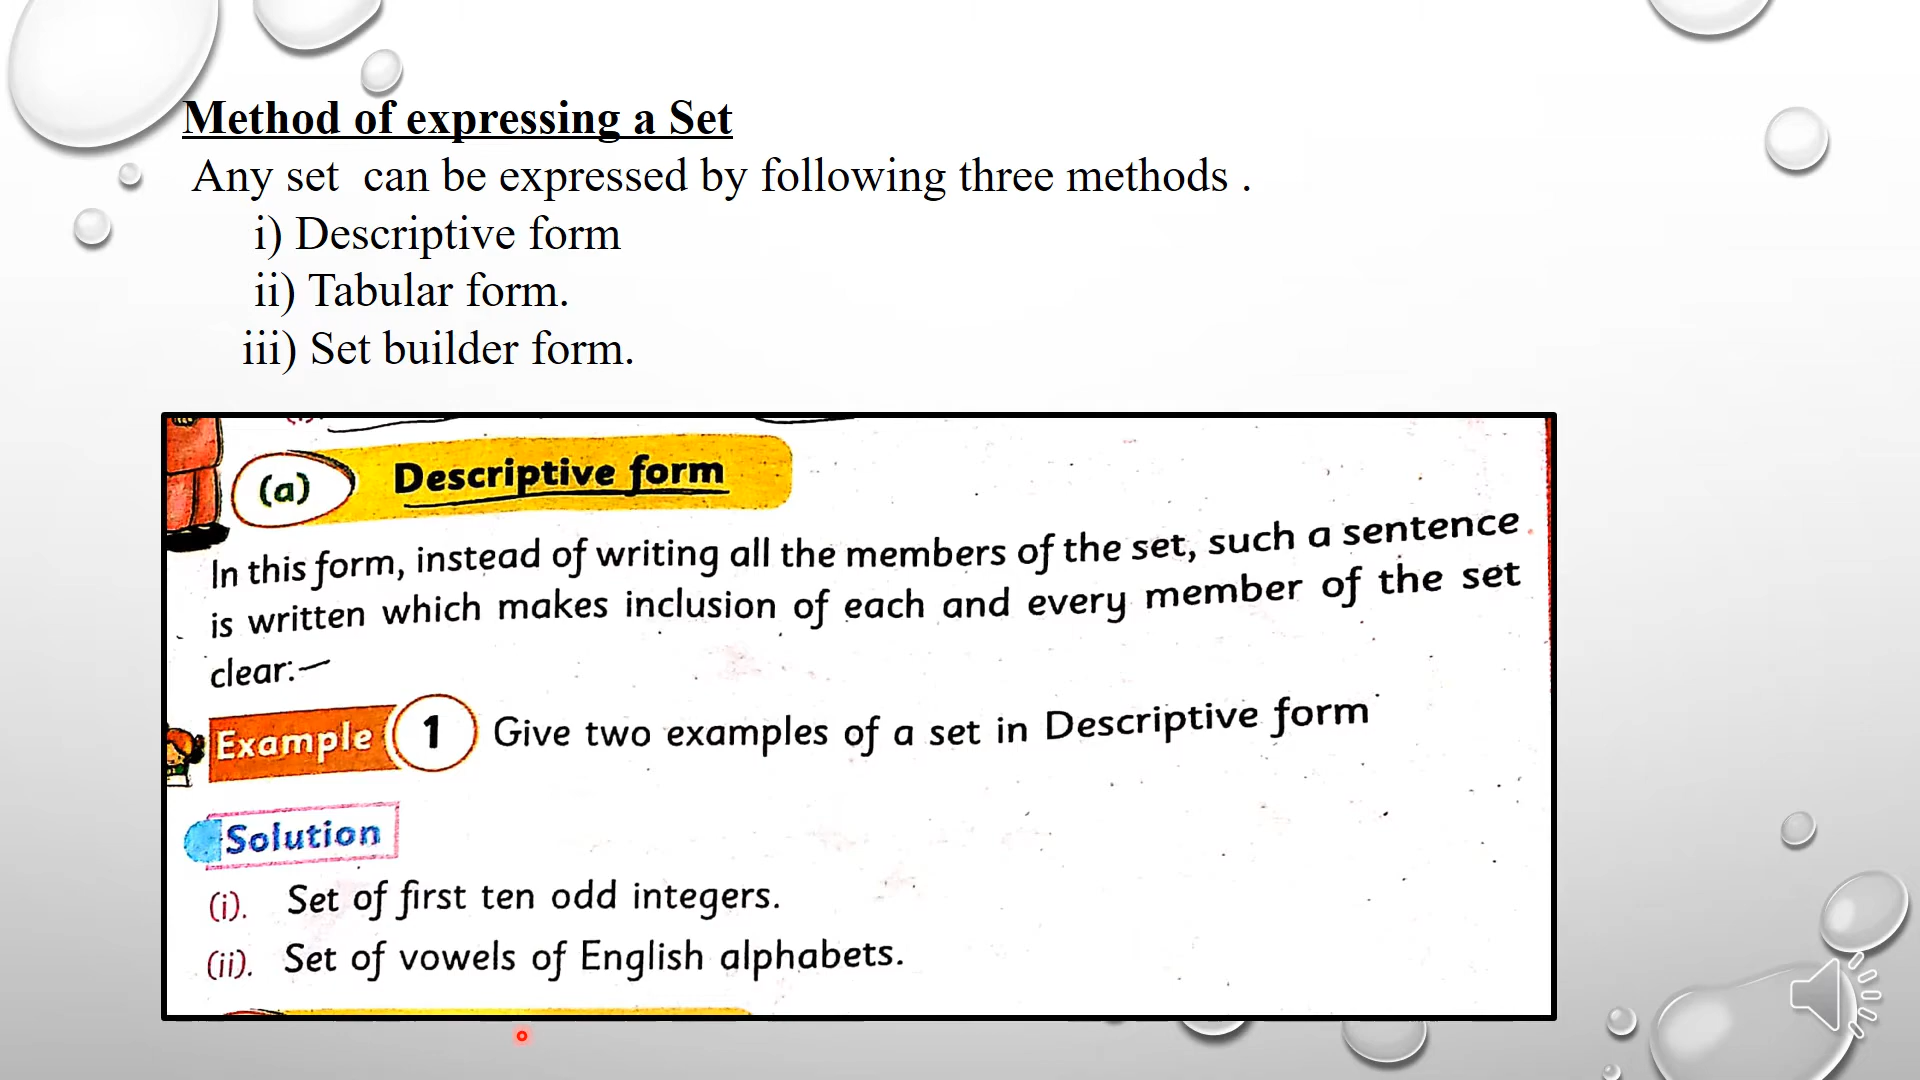 Method of expressing a Set
Any set can be expressed by following three methods .
i) Descriptive form
ii) Tabular form.
iii) Set builder form.
(a) Descriptive form
In this form, instead of writing all the members of the set, such a sentence
is written which makes inclusion of each and every member of the set
clear:—
Example 1 Give two examples of a set in Descriptive form
Solution
(i). Set of first ten odd integers.
(ii). Set of vowels of English alphabets.